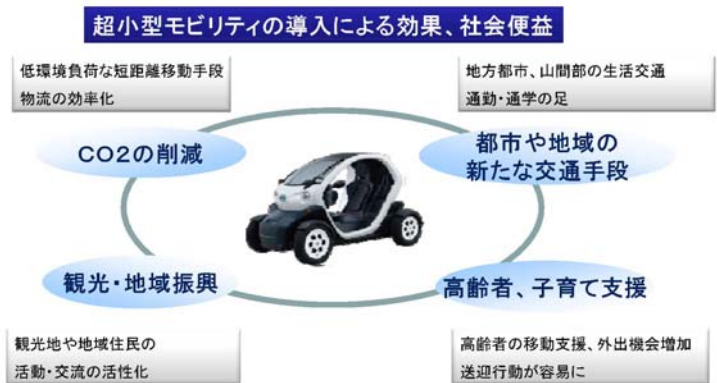 超小型モビリティの導入による効果、社会便益
低環境負荷な短距離移動手段
物流の効率化
地方都市、山間部の生活交通
通勤・通学の足
CO2の削減
都市や地域の
新たな交通手段
観光・地域振興
高齢者、子育て支援
観光地や地域住民の
活動・交流の活性化
高齢者の移動支援、外出機会増加
送迎行動が容易に